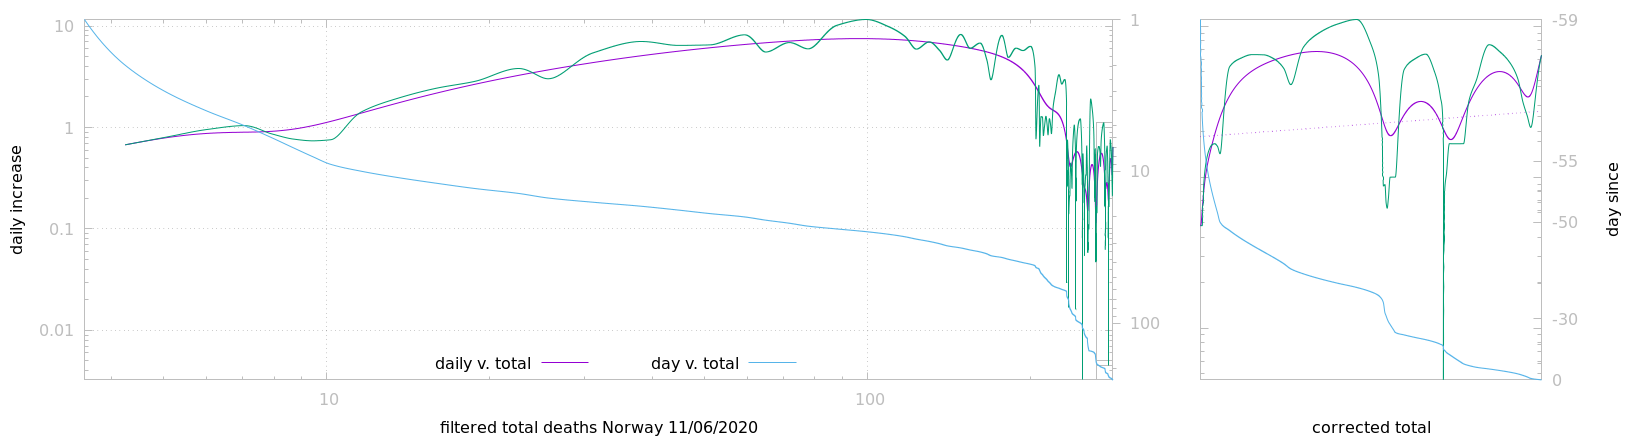 10
1
0.1
0.01
daily increase
1
10
100
daily v. total
day v. total
10
100
filtered total deaths Norway 11/06/2020
-59
-55
-50
-30
0
day since
corrected total